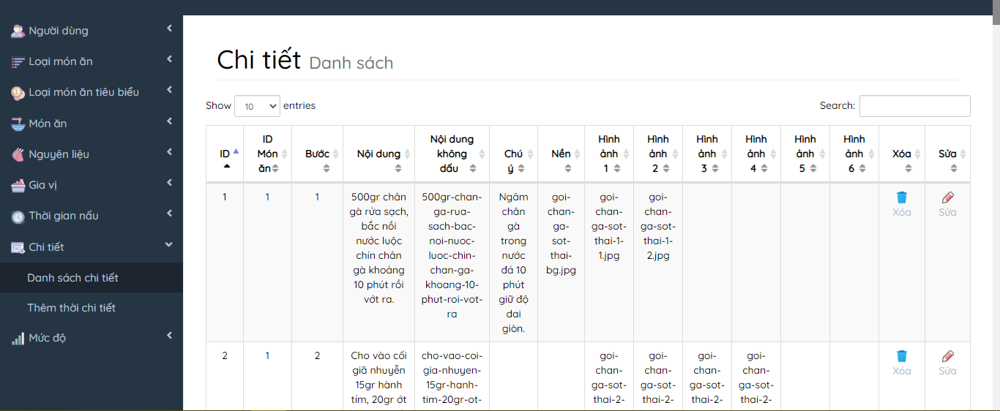 Người dùng
Loại món ăn
Loại món ăn tiêu biểu
Món ăn
Nguyên liệu
Gia vị
Thời gian nấu
Chi tiết
Danh sách chi tiết
Thêm thời chi tiết
Mức độ
Chi tiết Danh sách
Show 10 entries
Search:
ID
ID
Món
ăn
Bước
Nội dung
Nội dung
không
dấu
Chú
ý
Nền
Hình
ảnh
1
Hình
ảnh
2
Hình
ảnh
3
Hình
ảnh
4
Hình
ảnh
5
Hình
ảnh
6
Xóa
Sửa
1
1
1
500gr chân
gà rửa sạch,
bắc nồi
nước luộc
chín chân
gà khoảng
10 phút rồi
vớt ra.
500gr-chan-
ga-rua-
sach-bac-
noi-nuoc-
luoc-chin-
chan-ga-
khoang-10-
phut-roi-vot-
ra
Ngâm
chân
gà
trong
nước
đá 10
phút
giữ độ
dai
giòn.
goi-
chan-
ga-
sot-
thai-
bg.jpg
goi-
chan-
ga-sot-
thai-1-
1.jpg
goi-
chan-
ga-sot-
thai-1-
2.jpg
Xóa
Sửa
2
1
2
Cho vào cối
giã nhuyễn
15gr hành
tím, 20gr ớt
cho-vao-coi-
gia-nhuyen-
15gr-hanh-
tim-20gr-ot-
goi-
chan-
ga-sot-
thai-2-
goi-
chan-
ga-sot-
thai-2-
goi-
chan-
ga-sot-
thai-2-
goi-
chan-
ga-sot-
thai-2-
Xóa
Sửa